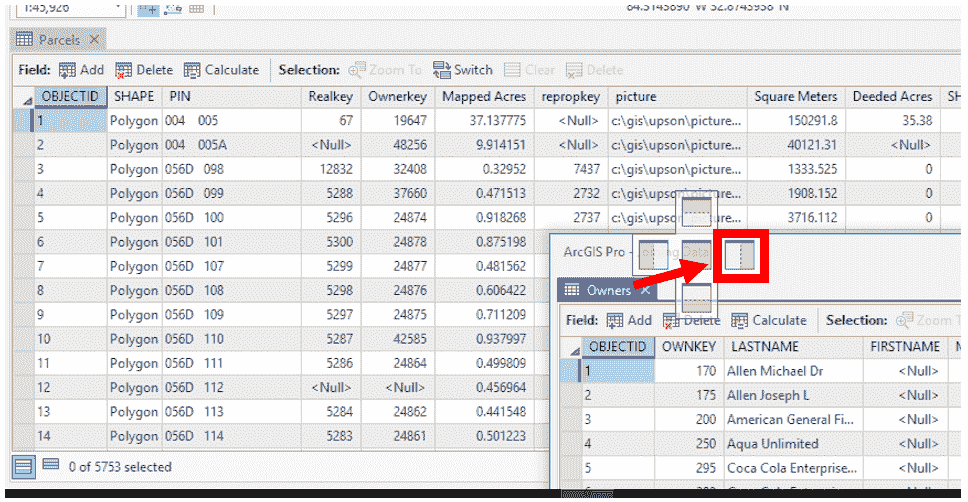 1:45,926
84.3145890°W 32.8743958°N
Parcels
Field: Add Delete Calculate Selection: Zoom To Switch Clear Delete
OBJECTID SHAPE PIN Realkey Ownerkey Mapped Acres repropkey picture Square Meters Deeded Acres SH
1 Polygon 004 005 67 19647 37.137775 <Null> c:\gis\upson\picture... 150291.8 35.38
2 Polygon 004 005A <Null> 48256 9.914151 <Null> c:\gis\upson\picture... 40121.31 <Null>
3 Polygon 056D 098 12832 32408 0.32952 7437 c:\gis\upson\picture... 1333.525 0
4 Polygon 056D 099 5288 37660 0.471513 2732 c:\gis\upson\picture... 1908.152 0
5 Polygon 056D 100 5296 24874 0.918268 2737 c:\gis\upson\picture... 3716.112 0
6 Polygon 056D 101 5300 24878 0.875198
7 Polygon 056D 107 5299 24877 0.481562
8 Polygon 056D 108 5298 24876 0.606422
9 Polygon 056D 109 5297 24875 0.711209
10 Polygon 056D 110 5287 42585 0.937997
11 Polygon 056D 111 5286 24864 0.499809
12 Polygon 056D 112 <Null> <Null> 0.456964
13 Polygon 056D 113 5284 24862 0.441548
14 Polygon 056D 114 5283 24861 0.501223
0 of 5753 selected
ArcGIS Pro - Joining Data
Owners
Field: Add Delete Calculate Selection: Zoom T
OBJECTID OWNKEY LASTNAME FIRSTNAME
1 170 Allen Michael Dr <Null>
2 175 Allen Joseph L <Null>
3 200 American General Fi... <Null>
4 250 Aqua Unlimited <Null>
5 295 Coca Cola Enterprise... <Null>